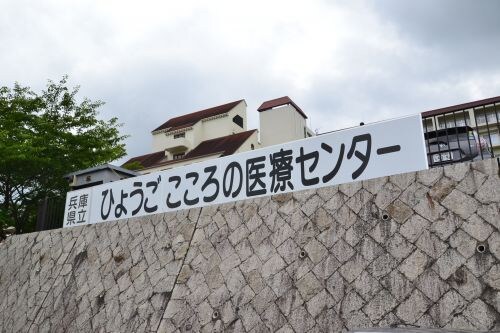 兵庫県立 ひょうご こころの医療センター